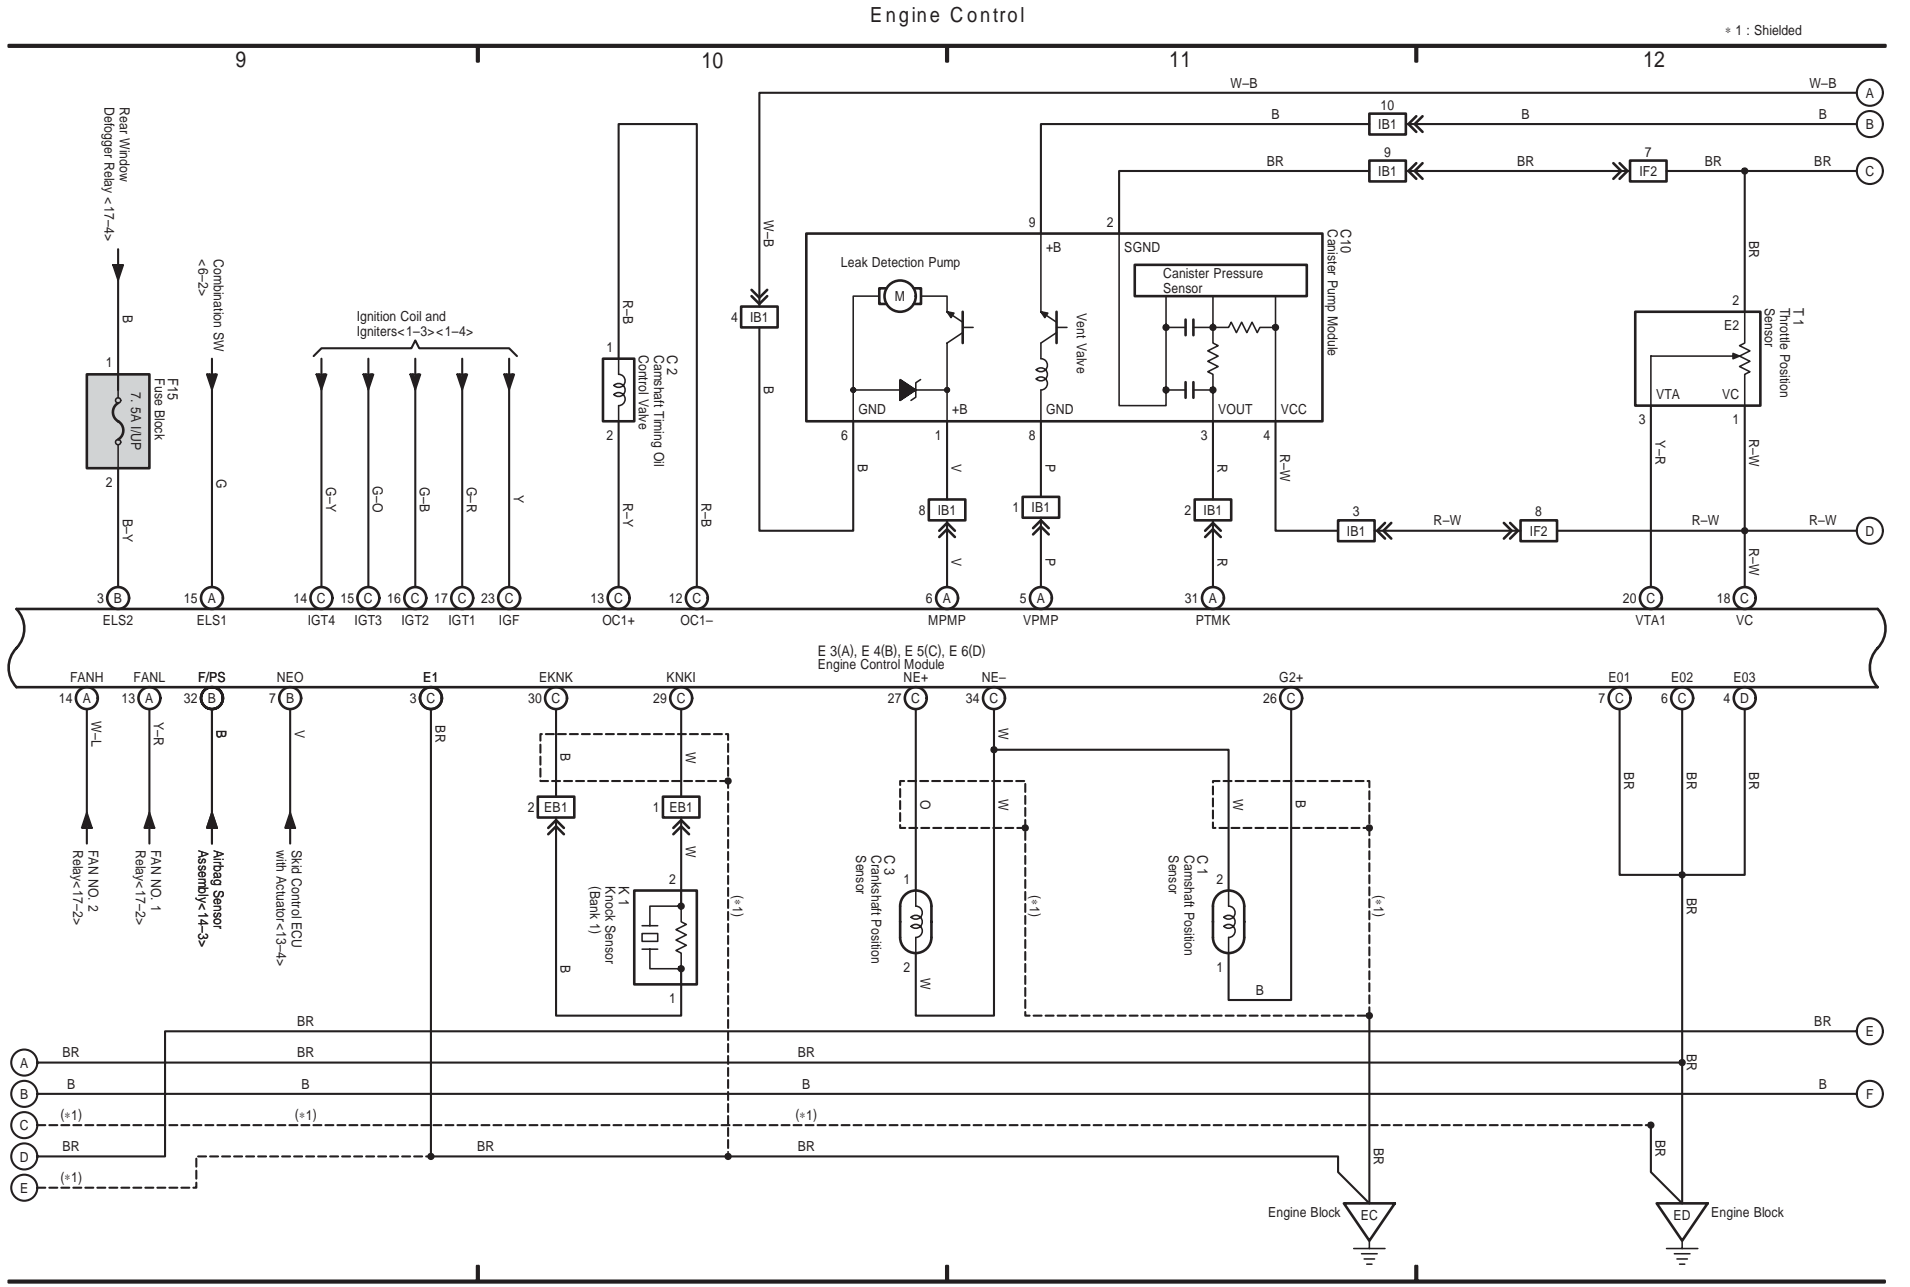 Engine Control
* 1 : Shielded
9
10
11
12
W–B
W–B
A
10
B
IB1
B
B
B
9
7
BR
IB1
BR
IF2
BR
BR
C
Rear Window
Defogger Relay <17–4>
B
1
F15
Fuse Block
7. 5A I/UP
2
B–Y
Combination SW
<6–2>
G
Ignition Coil and
Igniters<1–3><1–4>
G–Y
G–O
G–B
G–R
Y
R–B
1
C 2
Camshaft Timing Oil
Control Valve
2
R–Y
R–B
W–B
4
IB1
B
9
2
C10
Canister Pump Module
+B
SGND
Leak Detection Pump
M
Canister Pressure
Sensor
Vent Valve
GND
+B
GND
VOUT
VCC
6
1
8
3
4
B
V
P
R
R–W
8
IB1
1
IB1
2
IB1
V
P
R
3
IB1
R–W
8
IF2
R–W
R–W
D
BR
2
T 1
Throttle Position
Sensor
E2
VTA
VC
3
1
Y–R
R–W
R–W
3
B
15
A
14
C
15
C
16
C
17
C
23
C
13
C
12
C
6
A
5
A
31
A
20
C
18
C
ELS2
ELS1
IGT4
IGT3
IGT2
IGT1
IGF
OC1+
OC1–
MPMP
VPMP
PTMK
VTA1
VC
E 3(A), E 4(B), E 5(C), E 6(D)
Engine Control Module
FANH
FANL
F/PS
NEO
E1
EKNK
KNKI
NE+
NE–
G2+
E01
E02
E03
14
A
13
A
32
B
7
B
3
C
30
C
29
C
27
C
34
C
26
C
7
C
6
C
4
D
W–L
Y–R
B
V
BR
B
W
O
W
W
W
B
BR
BR
BR
FAN NO. 2
Relay<17–2>
FAN NO. 1
Relay<17–2>
Airbag Sensor
Assembly<14–3>
Skid Control ECU
with Actuator<13–4>
2
EB1
1
EB1
W
2
K 1
Knock Sensor
(Bank 1)
1
B
(*1)
C 3
Crankshaft Position
Sensor
1
2
W
(*1)
C 1
Camshaft Position
Sensor
2
1
B
(*1)
BR
BR
BR
E
A
BR
BR
BR
BR
B
B
B
B
B
F
C
(*1)
(*1)
(*1)
D
BR
BR
BR
BR
E
(*1)
Engine Block
EC
ED
Engine Block